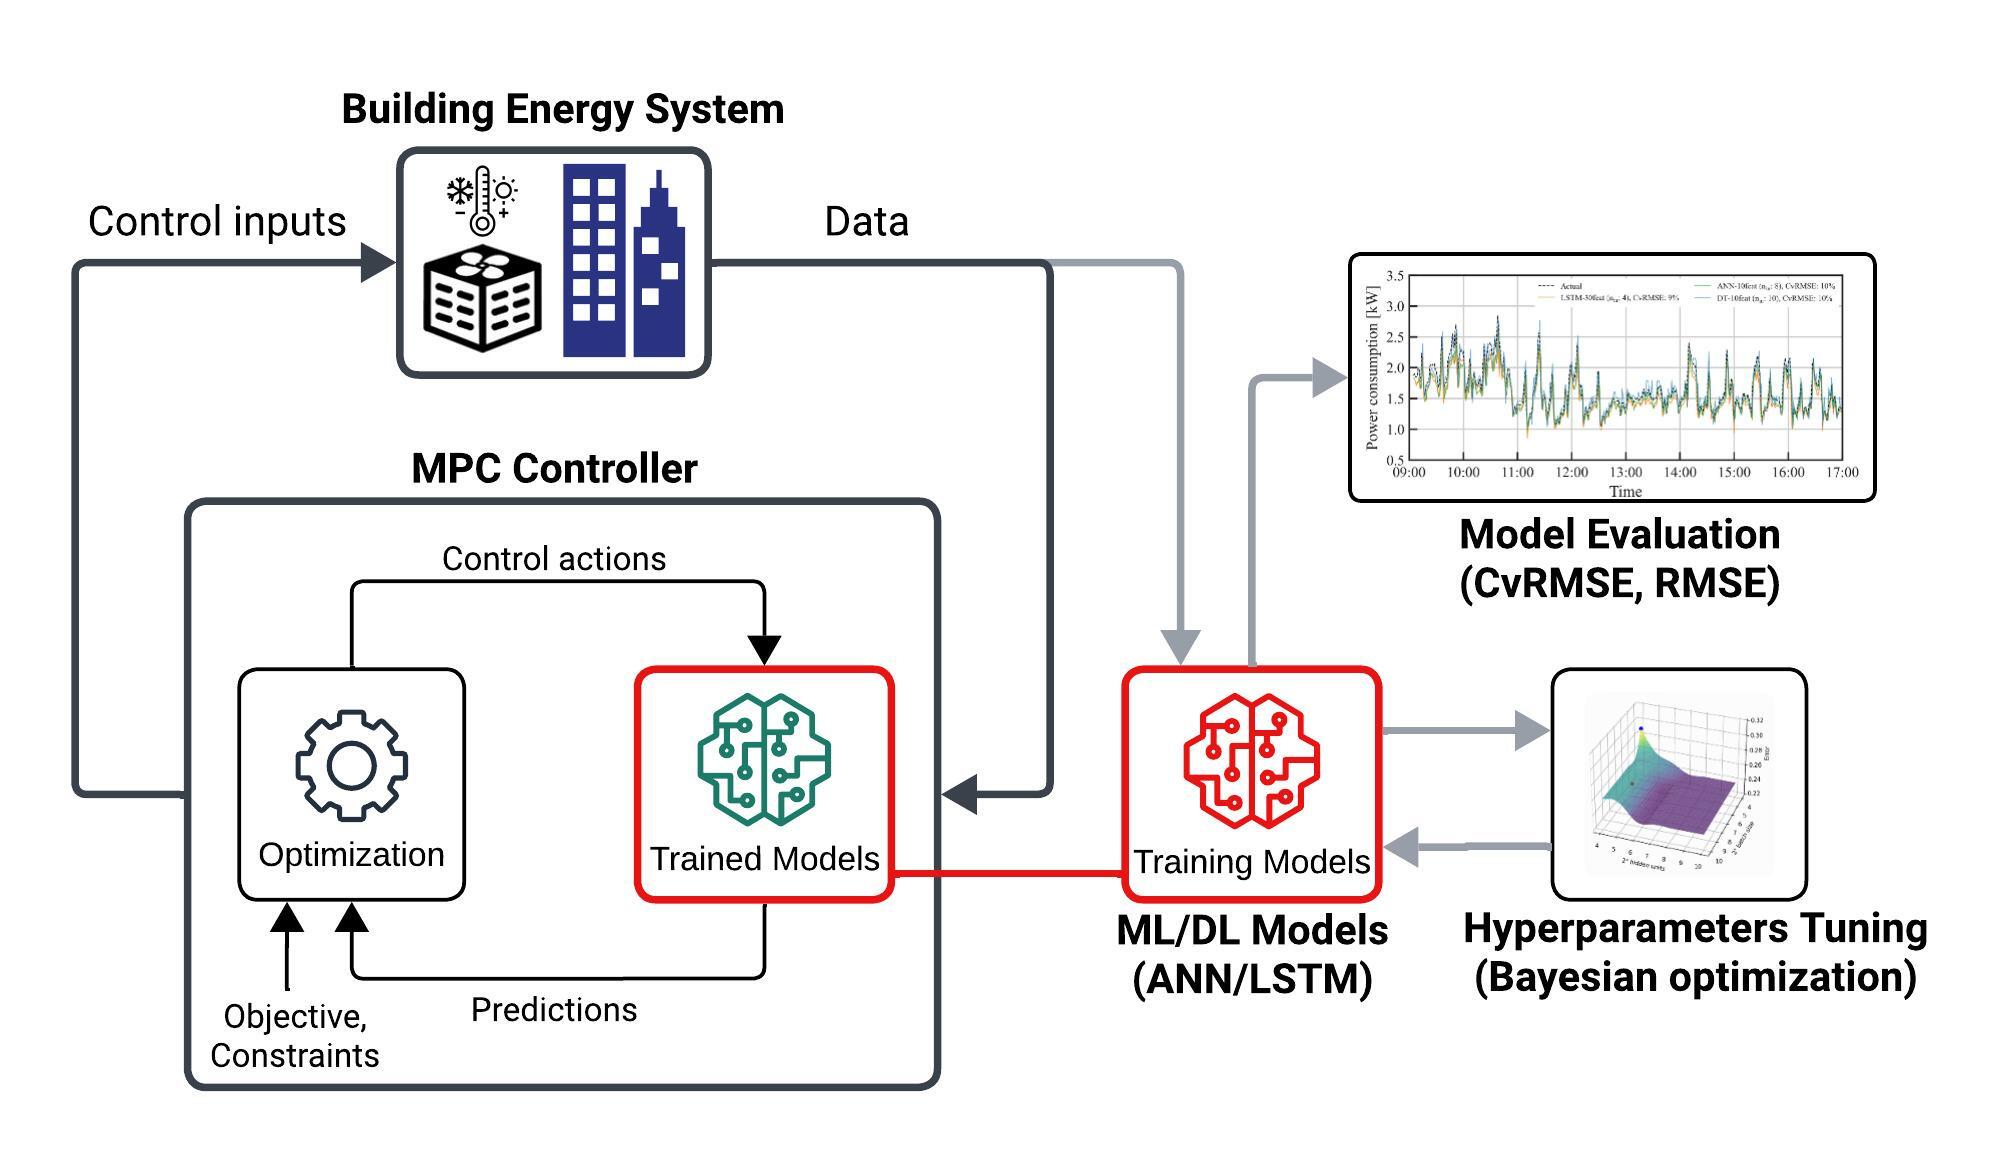 Building Energy System
Control inputs
Data
3.5
3.0
2.5
2.0
1.5
1.0
0.5
Power consumption [kW]
Actual
LSTM-30feat (nₗₐ: 4), CvRMSE: 9%
ANN-10feat (nₗₐ: 8), CvRMSE: 10%
DT-10feat (nₗₐ: 10), CvRMSE: 10%
09:00 10:00 11:00 12:00 13:00 14:00 15:00 16:00 17:00
Time
Model Evaluation
(CvRMSE, RMSE)
MPC Controller
Control actions
Optimization
Trained Models
Predictions
Objective,
Constraints
Training Models
ML/DL Models
(ANN/LSTM)
0.32
0.30
0.28
0.26
0.24
0.22
Error
4 5 6 7 8 9 10
2^ hidden units
2^ batch size
Hyperparameters Tuning
(Bayesian optimization)